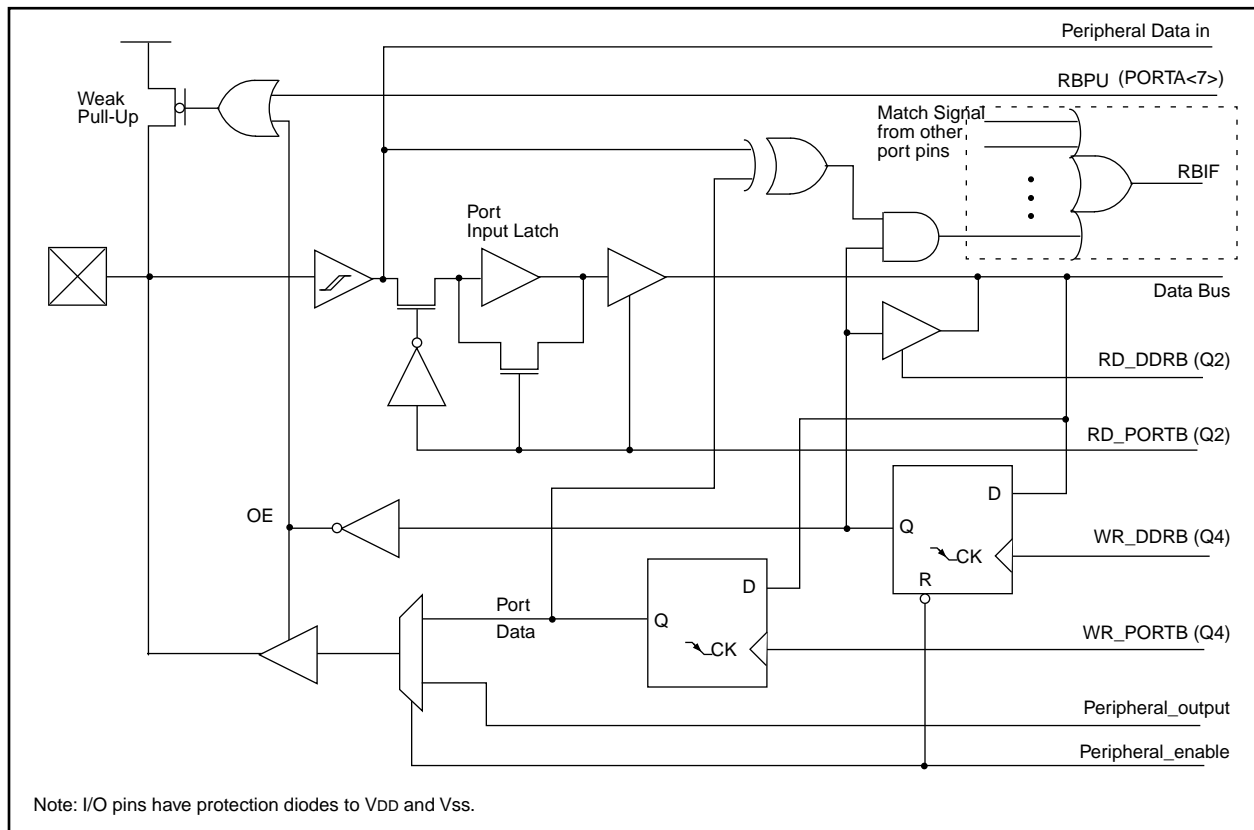 Peripheral Data in
RBPU (PORTA<7>)
Weak
Pull-Up
Match Signal
from other
port pins
RBIF
Port
Input Latch
Data Bus
RD_DDRB (Q2)
RD_PORTB (Q2)
OE
D
Q
CK
R
WR_DDRB (Q4)
Port
Data
D
Q
CK
WR_PORTB (Q4)
Peripheral_output
Peripheral_enable
Note: I/O pins have protection diodes to VDD and Vss.